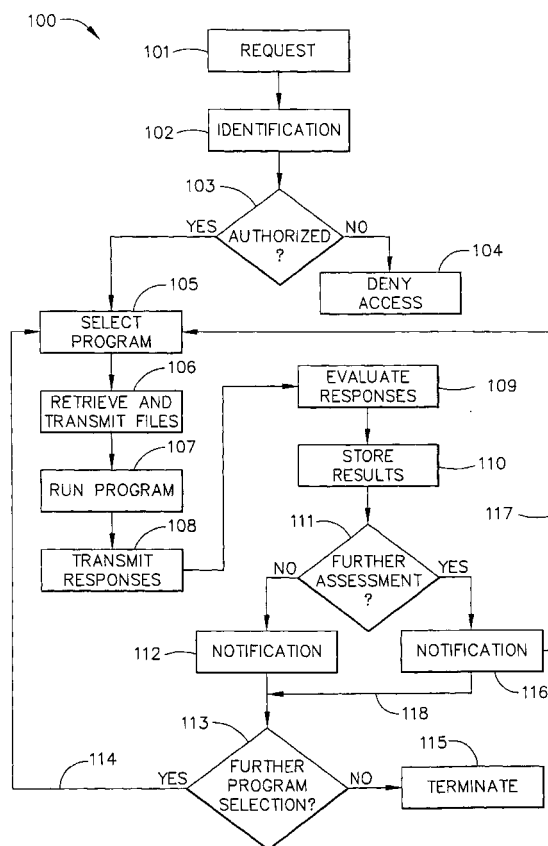 100
101
REQUEST
102
IDENTIFICATION
103
YES
NO
AUTHORIZED
?
104
DENY
ACCESS
105
SELECT
PROGRAM
106
RETRIEVE AND
TRANSMIT FILES
107
RUN PROGRAM
108
TRANSMIT
RESPONSES
EVALUATE
RESPONSES
109
STORE
RESULTS
110
111
117
NO
FURTHER
ASSESSMENT
?
YES
112
NOTIFICATION
NOTIFICATION
116
118
113
114
YES
FURTHER
PROGRAM
SELECTION?
NO
115
TERMINATE